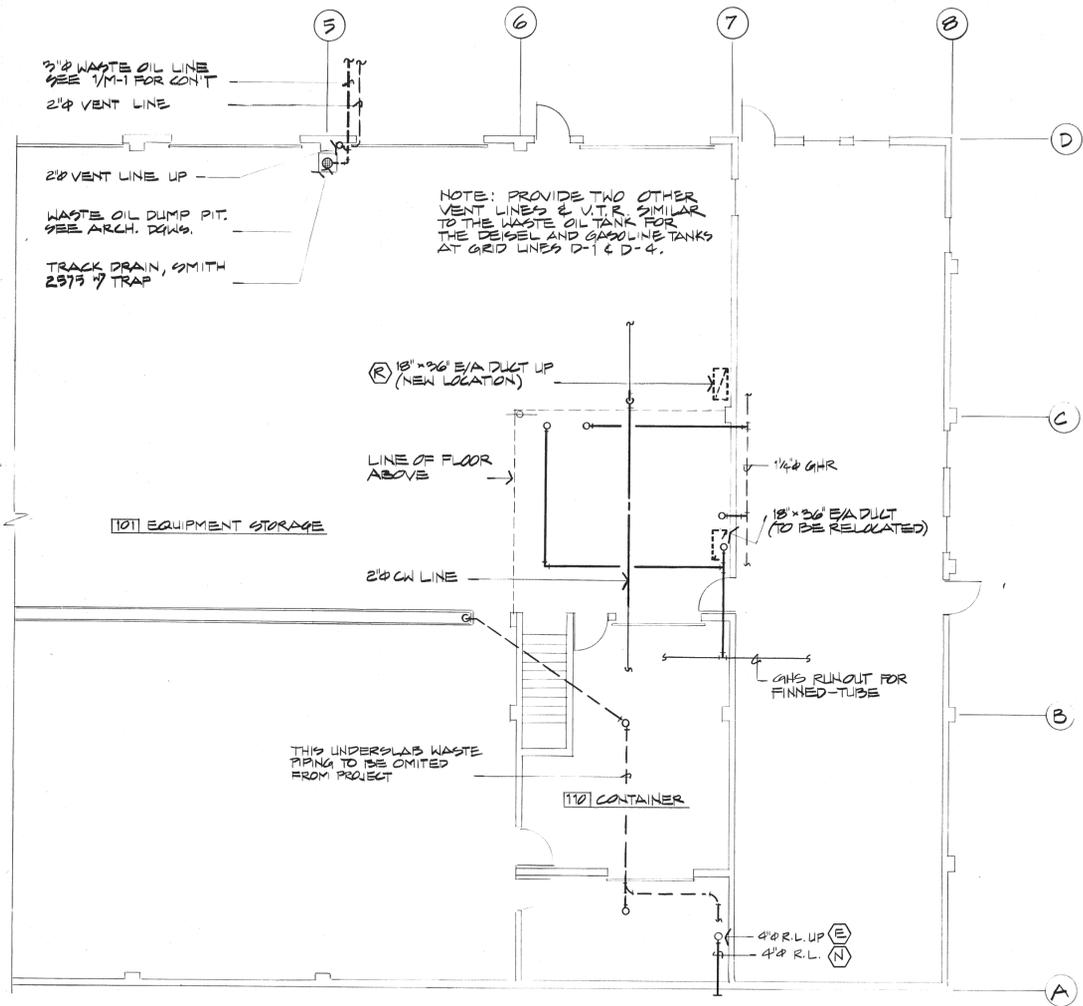 5
6
7
8
3"Φ WASTE OIL LINE
SEE 1/M-1 FOR CON'T
2"Φ VENT LINE
D
2"Φ VENT LINE UP
WASTE OIL DUMP PIT.
SEE ARCH. DGWS.
TRACK DRAIN, SMITH
2575 W/ TRAP
NOTE: PROVIDE TWO OTHER
VENT LINES & V.T.R. SIMILAR
TO THE WASTE OIL TANK FOR
THE DEISEL AND GASOLINE TANKS
AT GRID LINES D-1 & D-4.
R 18"x36" E/A DUCT UP
(NEW LOCATION)
C
LINE OF FLOOR
ABOVE
1¼"Φ GHR
18"x36" E/A DUCT
(TO BE RELOCATED)
101 EQUIPMENT STORAGE
2"Φ CW LINE
GHS RUNOUT FOR
FINNED-TUBE
B
THIS UNDERSLAB WASTE
PIPING TO BE OMITED
FROM PROJECT
110 CONTAINER
4"Φ R.L. UP E
4"Φ R.L. N
A